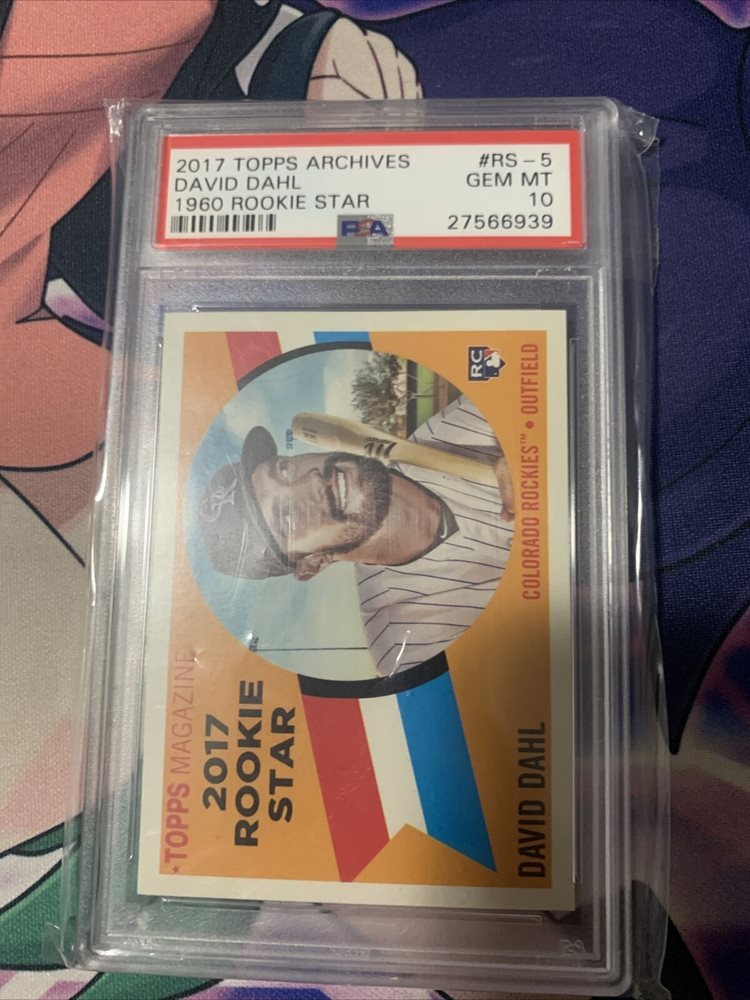 2017 TOPPS ARCHIVES #RS-5
DAVID DAHL GEM MT
1960 ROOKIE STAR 10
PSA 27566939
★TOPPS MAGAZINE
2017
ROOKIE
STAR
RC
COLORADO ROCKIES™ • OUTFIELD
DAVID DAHL